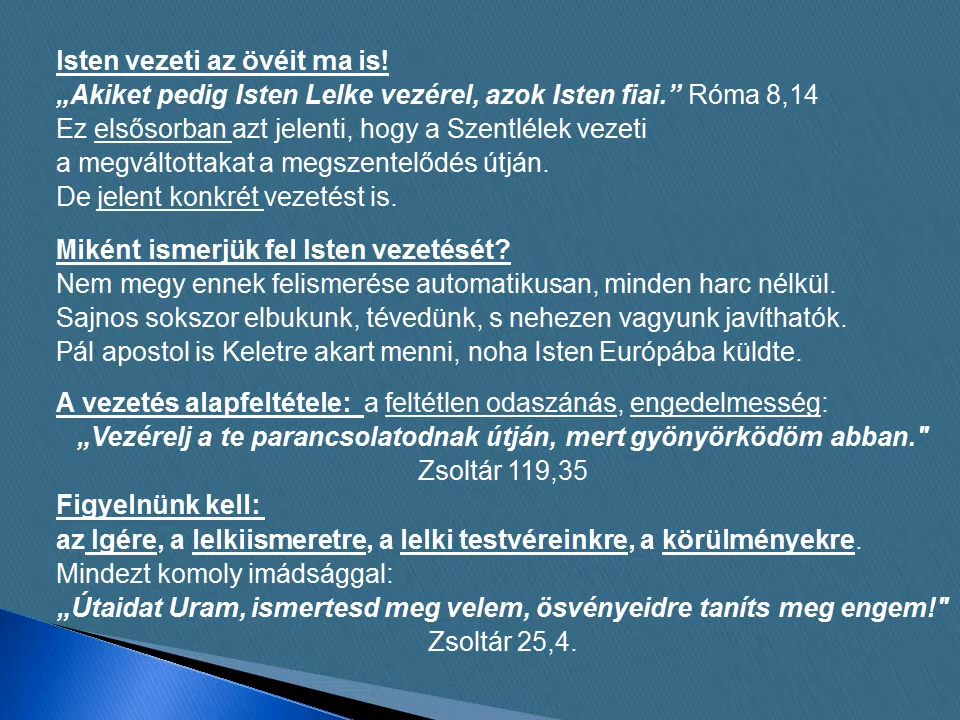 Isten vezeti az övéit ma is!
„Akiket pedig Isten Lelke vezérel, azok Isten fiai.” Róma 8,14
Ez elsősorban azt jelenti, hogy a Szentlélek vezeti
a megváltottakat a megszentelődés útján.
De jelent konkrét vezetést is.
Miként ismerjük fel Isten vezetését?
Nem megy ennek felismerése automatikusan, minden harc nélkül.
Sajnos sokszor elbukunk, tévedünk, s nehezen vagyunk javíthatók.
Pál apostol is Keletre akart menni, noha Isten Európába küldte.
A vezetés alapfeltétele: a feltétlen odaszánás, engedelmesség:
„Vezérelj a te parancsolatodnak útján, mert gyönyörködöm abban."
Zsoltár 119,35
Figyelnünk kell:
az Igére, a lelkiismeretre, a lelki testvéreinkre, a körülményekre.
Mindezt komoly imádsággal:
„Útaidat Uram, ismertesd meg velem, ösvényeidre taníts meg engem!"
Zsoltár 25,4.